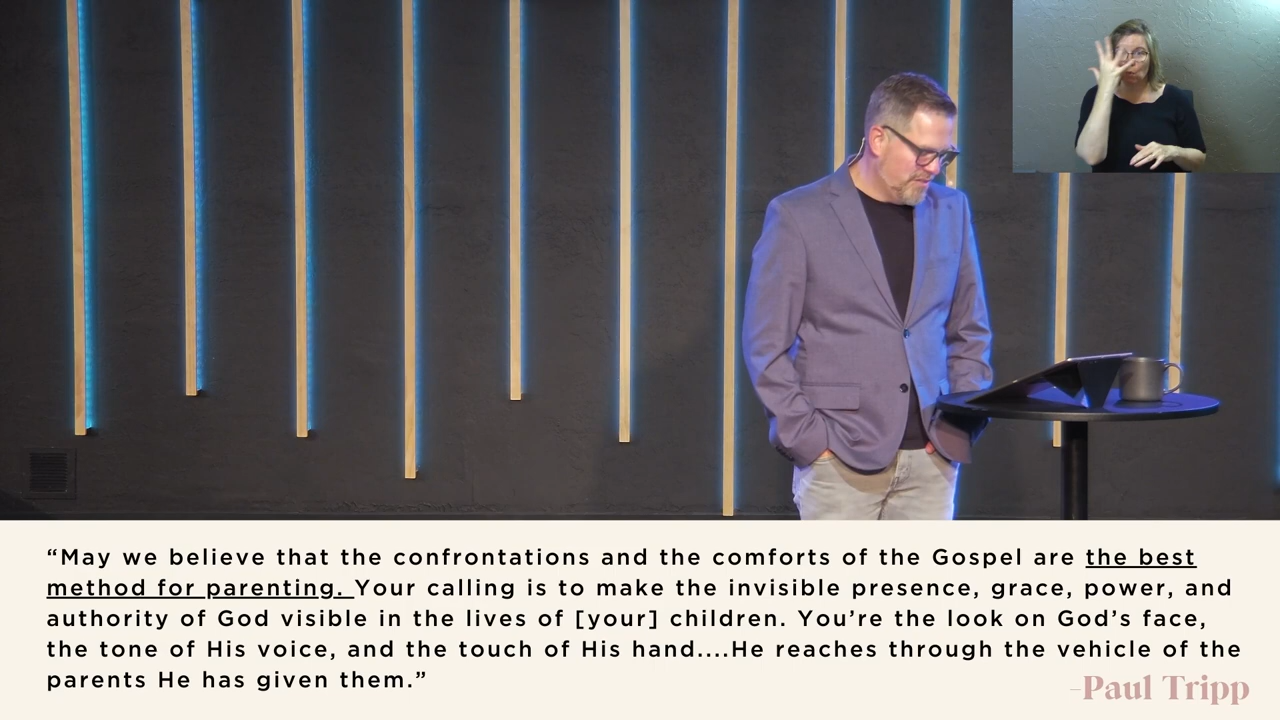 “May we believe that the confrontations and the comforts of the Gospel are the best
method for parenting. Your calling is to make the invisible presence, grace, power, and
authority of God visible in the lives of [your] children. You’re the look on God’s face,
the tone of His voice, and the touch of His hand....He reaches through the vehicle of the
parents He has given them.”
-Paul Tripp